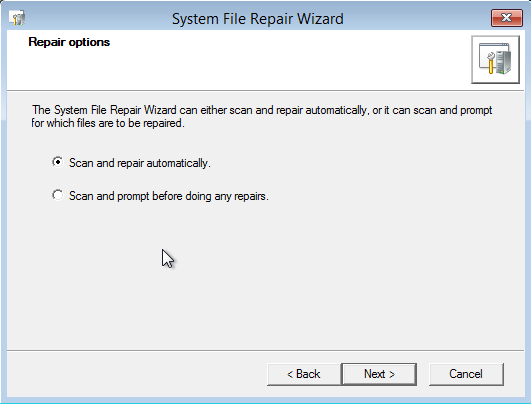 System File Repair Wizard
Repair options
The System File Repair Wizard can either scan and repair automatically, or it can scan and prompt
for which files are to be repaired.
Scan and repair automatically.
Scan and prompt before doing any repairs.
< Back
Next >
Cancel